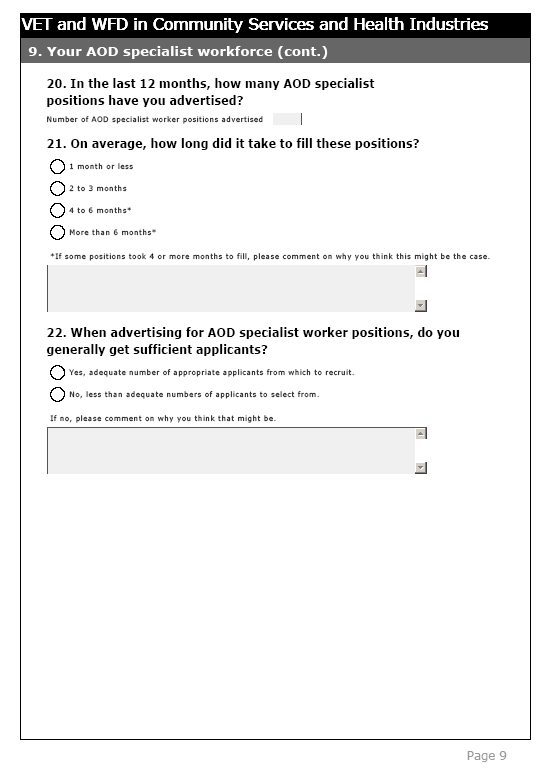 VET and WFD in Community Services and Health Industries
9. Your AOD specialist workforce (cont.)
20. In the last 12 months, how many AOD specialist
positions have you advertised?
Number of AOD specialist worker positions advertised
21. On average, how long did it take to fill these positions?
1 month or less
2 to 3 months
4 to 6 months*
More than 6 months*
*If some positions took 4 or more months to fill, please comment on why you think this might be the case.
22. When advertising for AOD specialist worker positions, do you
generally get sufficient applicants?
Yes, adequate number of appropriate applicants from which to recruit.
No, less than adequate numbers of applicants to select from.
If no, please comment on why you think that might be.
Page 9